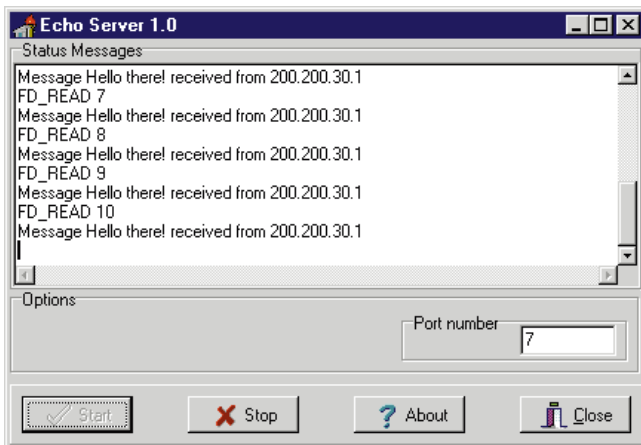 Echo Server 1.0
Status Messages
Message Hello there! received from 200.200.30.1
FD_READ 7
Message Hello there! received from 200.200.30.1
FD_READ 8
Message Hello there! received from 200.200.30.1
FD_READ 9
Message Hello there! received from 200.200.30.1
FD_READ 10
Message Hello there! received from 200.200.30.1
Options
Port number
7
Start
Stop
? About
Close